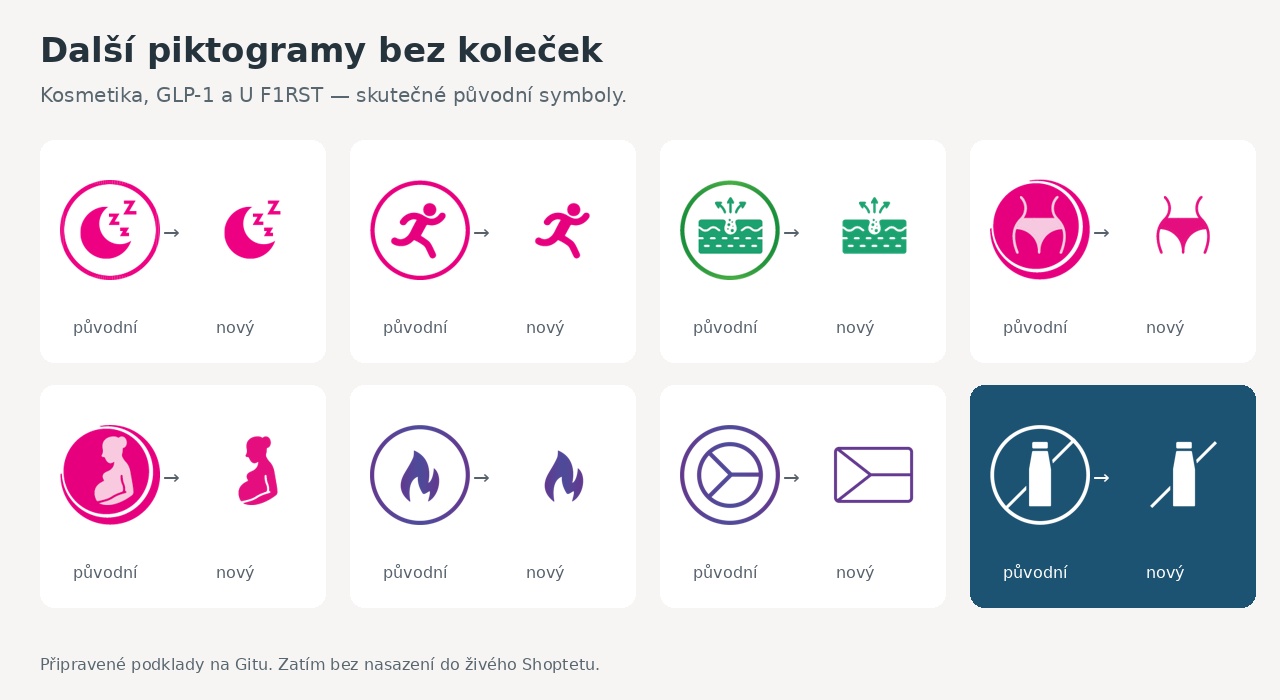 Další piktogramy bez koleček
Kosmetika, GLP-1 a U F1RST — skutečné původní symboly.
z z z → z z z
→
→
→
původní nový
původní nový
původní nový
původní nový
→
→
→
→
původní nový
původní nový
původní nový
původní nový
Připravené podklady na Gitu. Zatím bez nasazení do živého Shoptetu.